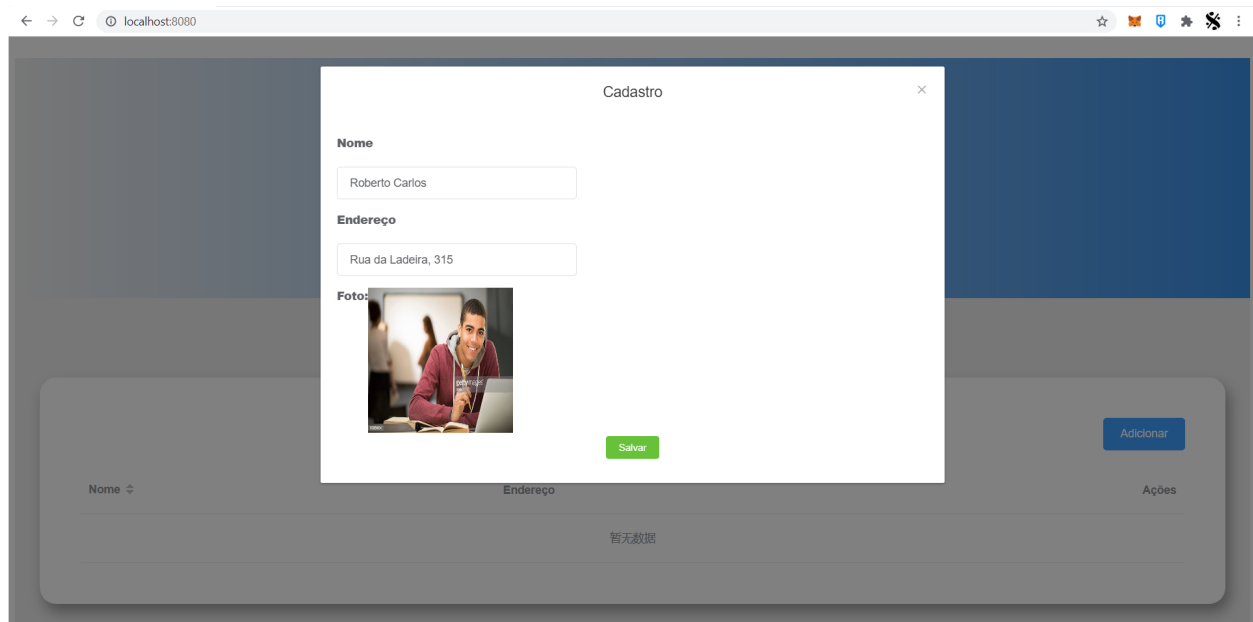 localhost:8080
Cadastro
Nome
Roberto Carlos
Endereço
Rua da Ladeira, 315
Foto:
gettyimages
Salvar
Adicionar
Nome
Endereço
Ações
暂无数据